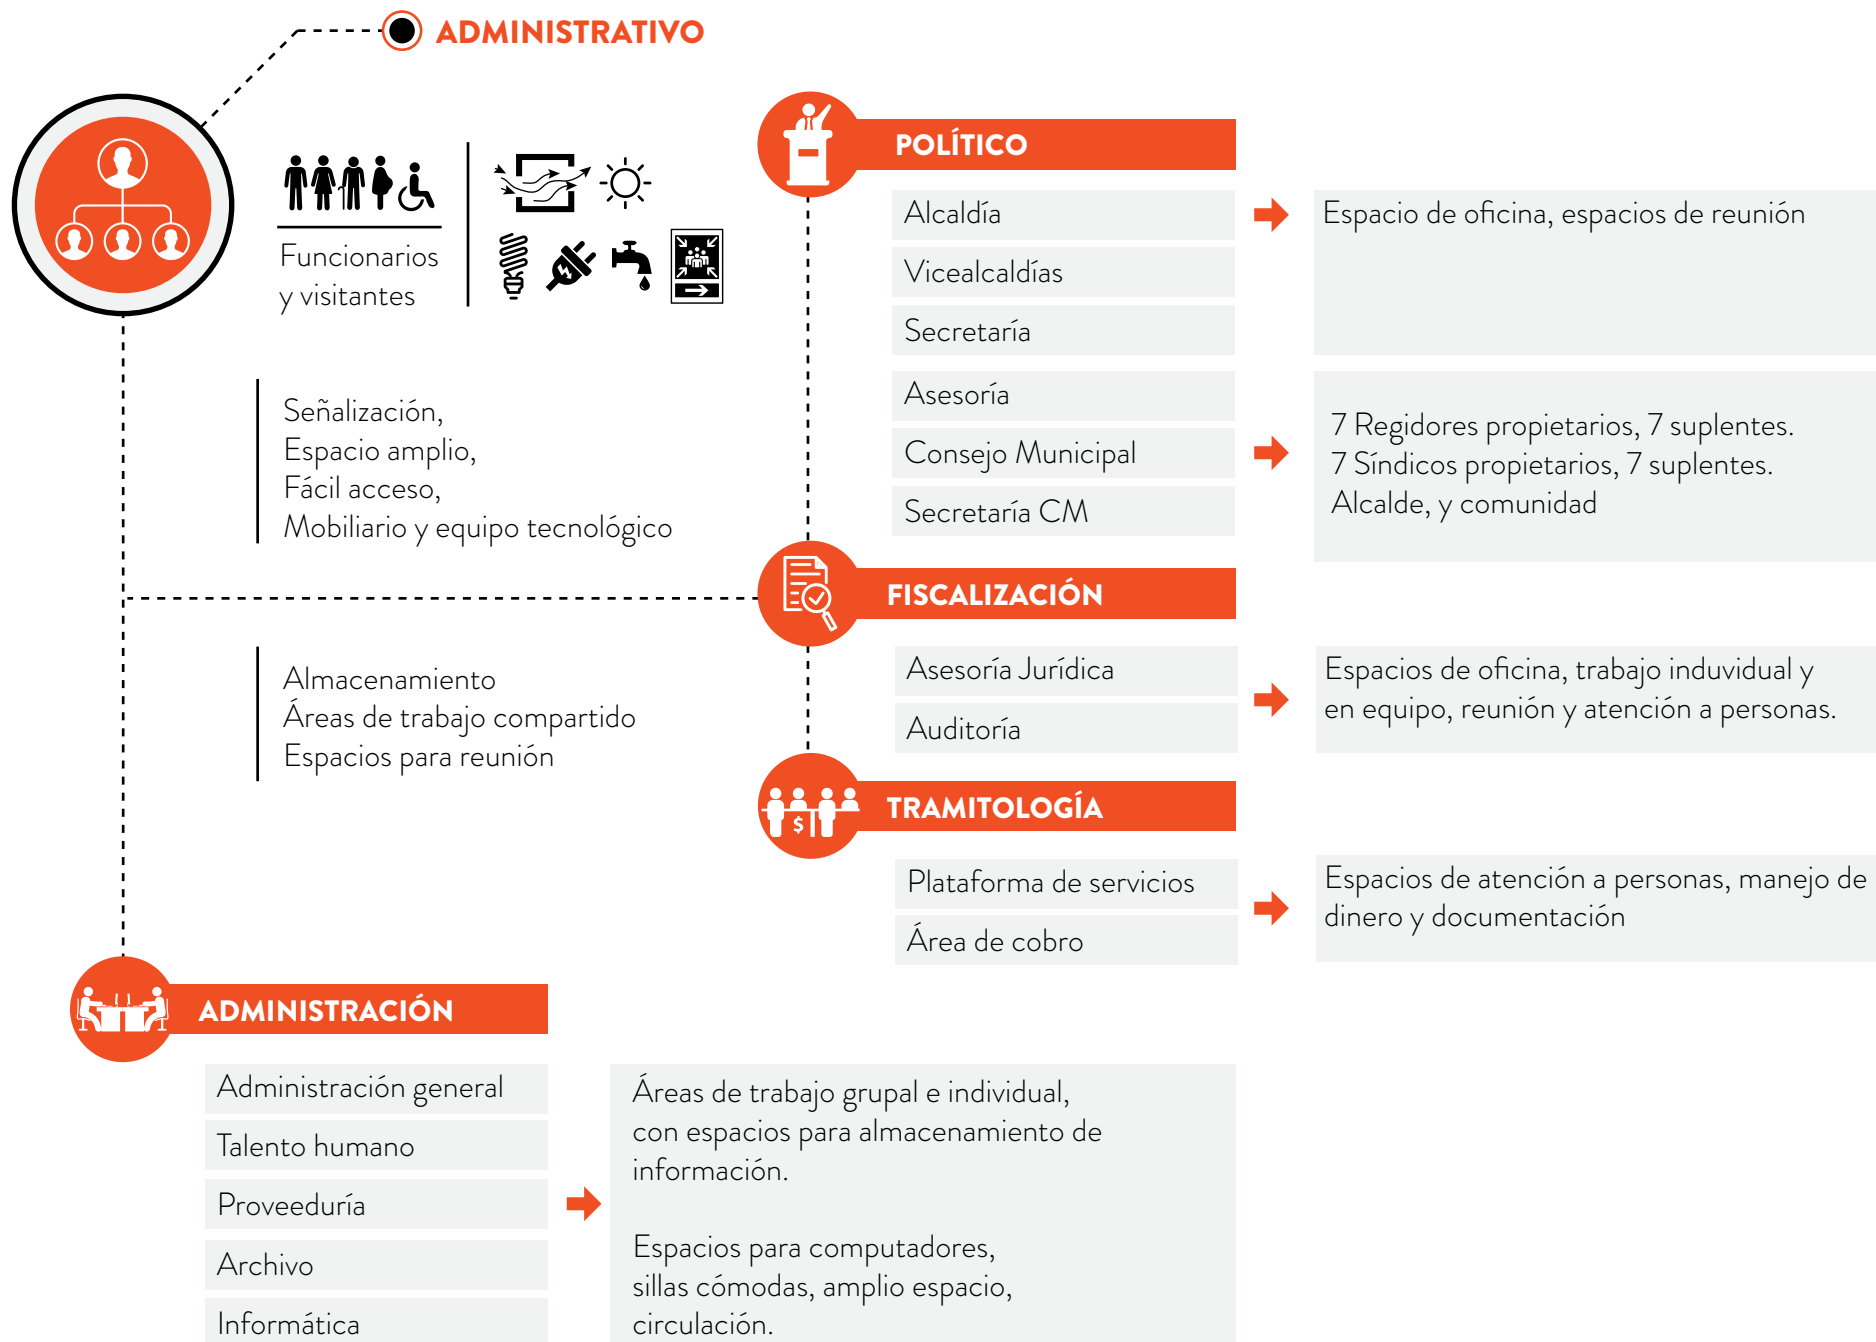 ADMINISTRATIVO
Funcionarios
y visitantes
Señalización,
Espacio amplio,
Fácil acceso,
Mobiliario y equipo tecnológico
Almacenamiento
Áreas de trabajo compartido
Espacios para reunión
POLÍTICO
Alcaldía
Vicealcaldías
Secretaría
Espacio de oficina, espacios de reunión
Asesoría
Consejo Municipal
Secretaría CM
7 Regidores propietarios, 7 suplentes.
7 Síndicos propietarios, 7 suplentes.
Alcalde, y comunidad
FISCALIZACIÓN
Asesoría Jurídica
Auditoría
Espacios de oficina, trabajo induvidual y
en equipo, reunión y atención a personas.
TRAMITOLOGÍA
$
Plataforma de servicios
Área de cobro
Espacios de atención a personas, manejo de
dinero y documentación
ADMINISTRACIÓN
Administración general
Talento humano
Proveeduría
Archivo
Informática
Áreas de trabajo grupal e individual,
con espacios para almacenamiento de
información.
Espacios para computadores,
sillas cómodas, amplio espacio,
circulación.